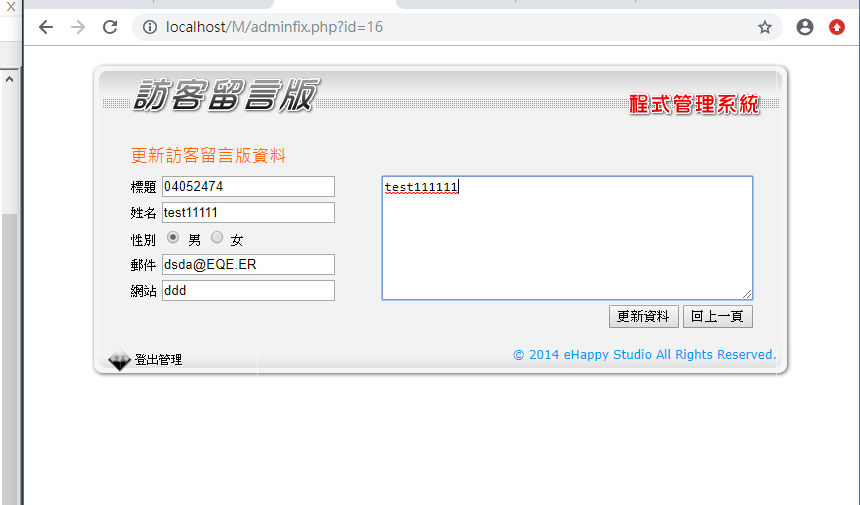 X
localhost/M/adminfix.php?id=16
訪客留言版
程式管理系統
更新訪客留言版資料
標題 04052474
test111111
姓名 test11111
性別 男 女
郵件 dsda@EQE.ER
網站 ddd
更新資料 回上一頁
登出管理
© 2014 eHappy Studio All Rights Reserved.